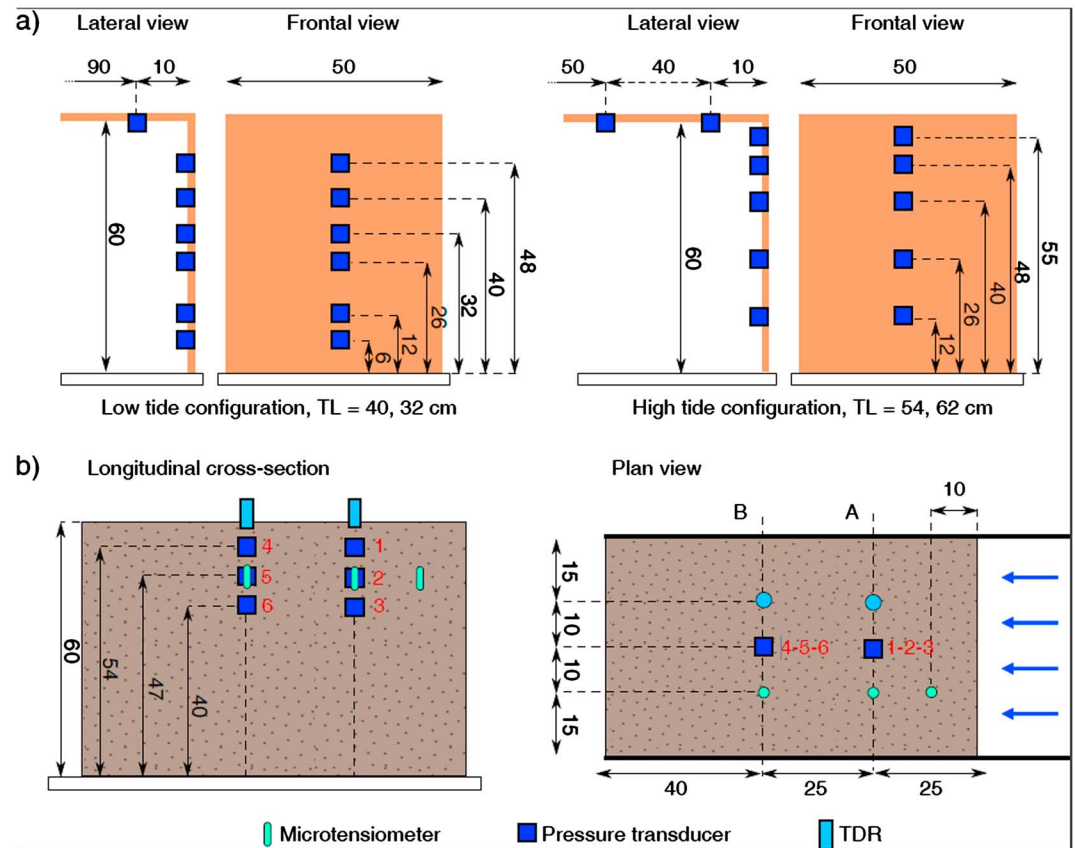 a)
Lateral view Frontal view Lateral view Frontal view
90 10 50 50 40 10 50
60 6 12 26 32 40 48
60 12 26 40 48 55
Low tide configuration, TL = 40, 32 cm
High tide configuration, TL = 54, 62 cm
b)
Longitudinal cross-section
4 1
5 2
6 3
60 54 47 40
Plan view
10
B A
15
10
10
15
4-5-6 1-2-3
40 25 25
Microtensiometer Pressure transducer TDR